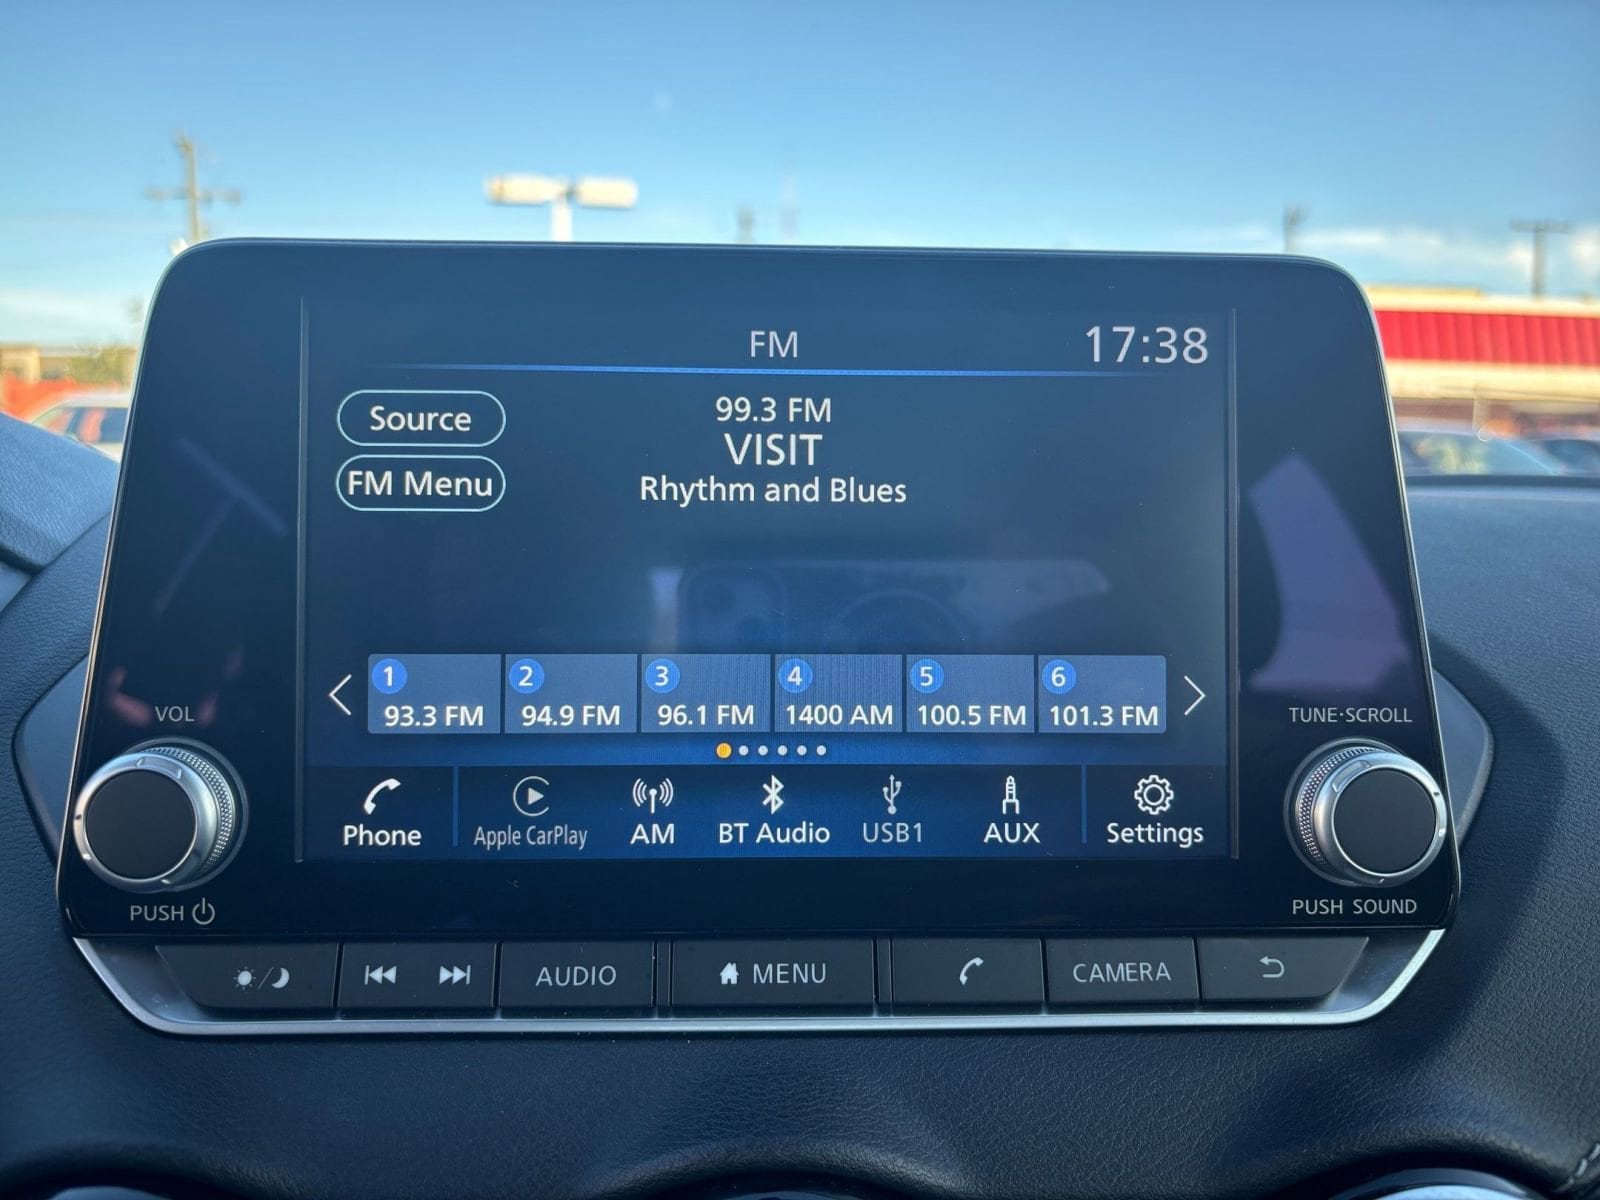 FM
17:38
Source
99.3 FM
VISIT
FM Menu
Rhythm and Blues
1
2
3
4
5
6
93.3 FM
94.9 FM
96.1 FM
1400 AM
100.5 FM
101.3 FM
VOL
TUNE·SCROLL
Phone
Apple CarPlay
AM
BT Audio
USB1
AUX
Settings
PUSH
PUSH SOUND
AUDIO
MENU
CAMERA